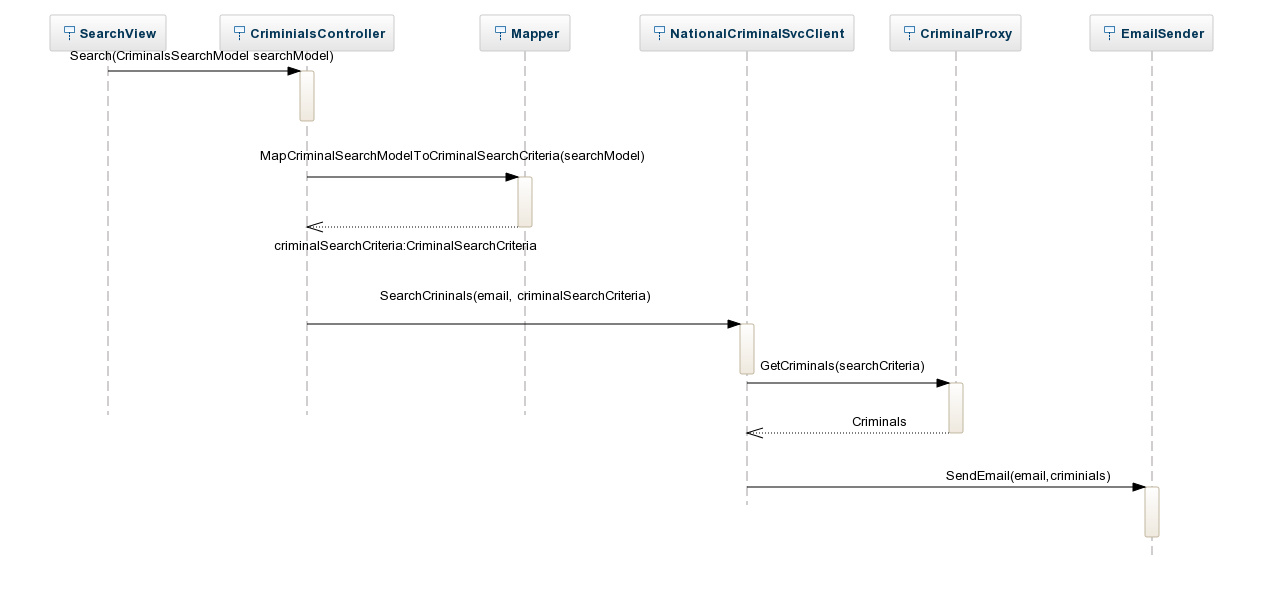 SearchView
CriminalsController
Mapper
NationalCriminalSvcClient
CriminalProxy
EmailSender
Search(CriminalsSearchModel searchModel)
MapCriminalSearchModelToCriminalSearchCriteria(searchModel)
criminalSearchCriteria:CriminalSearchCriteria
SearchCrininals(email, criminalSearchCriteria)
GetCriminals(searchCriteria)
Criminals
SendEmail(email,criminials)